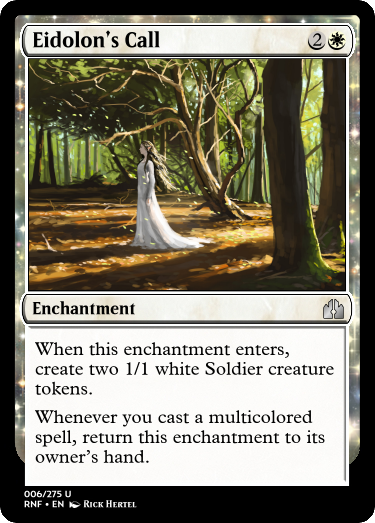 Eidolon's Call 2
Enchantment
When this enchantment enters,
create two 1/1 white Soldier creature
tokens.
Whenever you cast a multicolored
spell, return this enchantment to its
owner's hand.
006/275 U
RNF • EN Rick Hertel